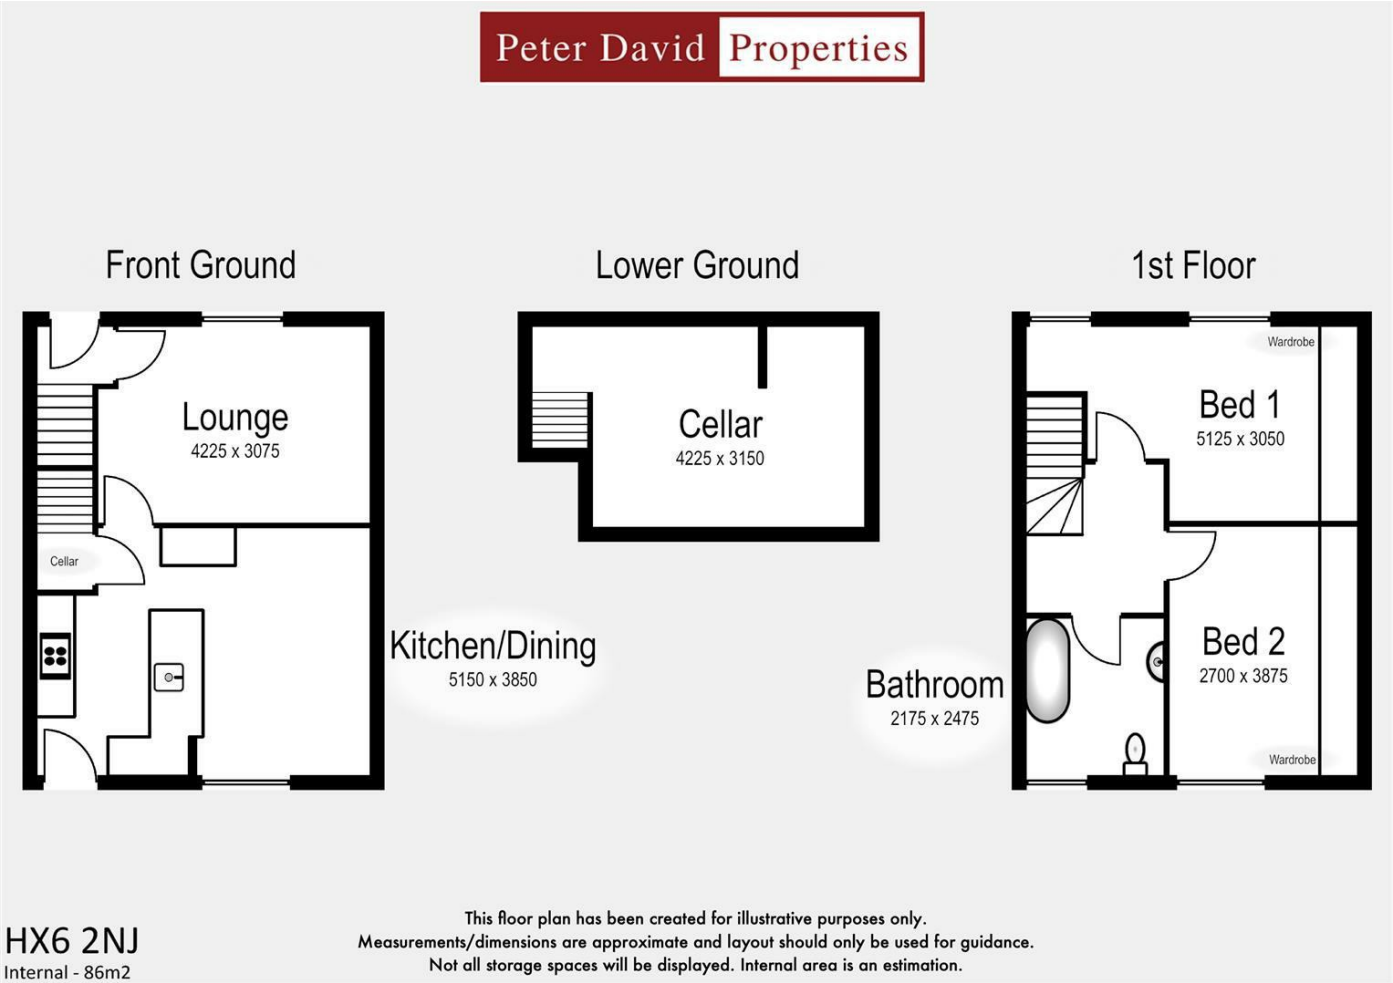 Peter David Properties
Front Ground
Lower Ground
1st Floor
Lounge
4225 x 3075
Cellar
Kitchen/Dining
5150 x 3850
Cellar
4225 x 3150
Wardrobe
Bed 1
5125 x 3050
Bed 2
2700 x 3875
Wardrobe
Bathroom
2175 x 2475
HX6 2NJ
Internal - 86m2
This floor plan has been created for illustrative purposes only.
Measurements/dimensions are approximate and layout should only be used for guidance.
Not all storage spaces will be displayed. Internal area is an estimation.